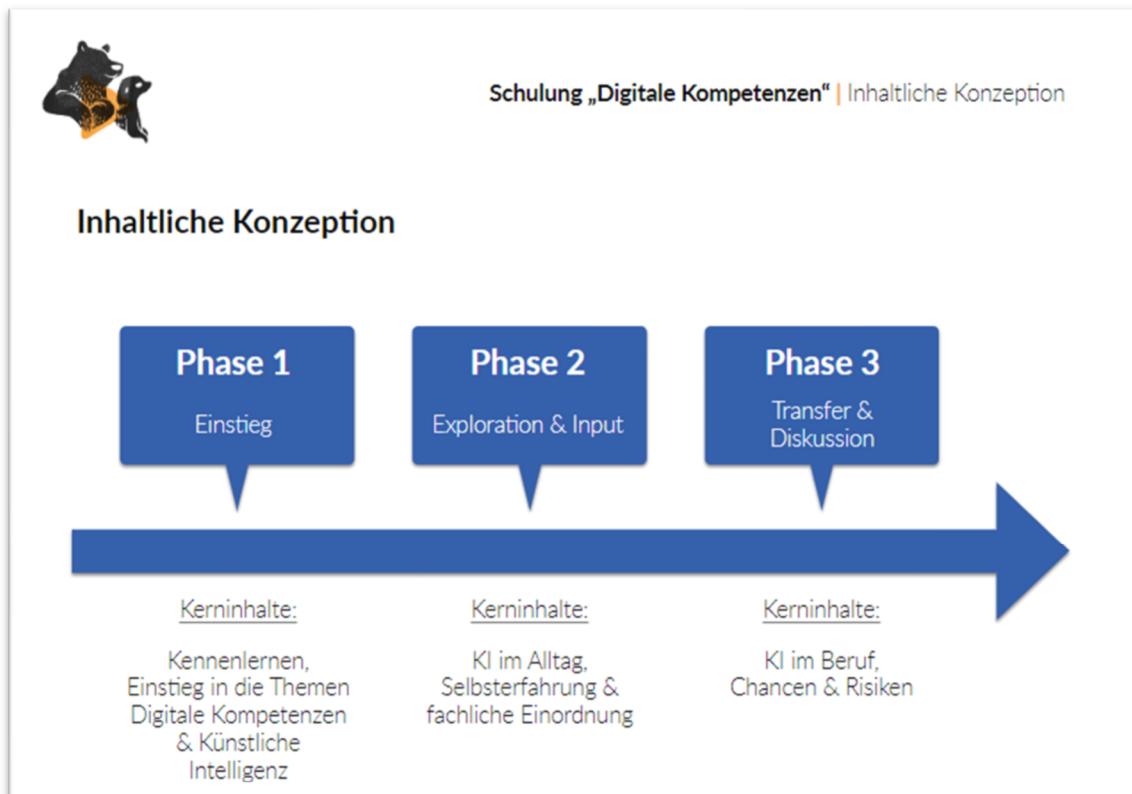 Schulung „Digitale Kompetenzen“ | Inhaltliche Konzeption
Inhaltliche Konzeption
Phase 1
Einstieg
Phase 2
Exploration & Input
Phase 3
Transfer &
Diskussion
Kerninhalte:
Kennenlernen,
Einstieg in die Themen
Digitale Kompetenzen
& Künstliche
Intelligenz
Kerninhalte:
KI im Alltag,
Selbsterfahrung &
fachliche Einordnung
Kerninhalte:
KI im Beruf,
Chancen & Risiken